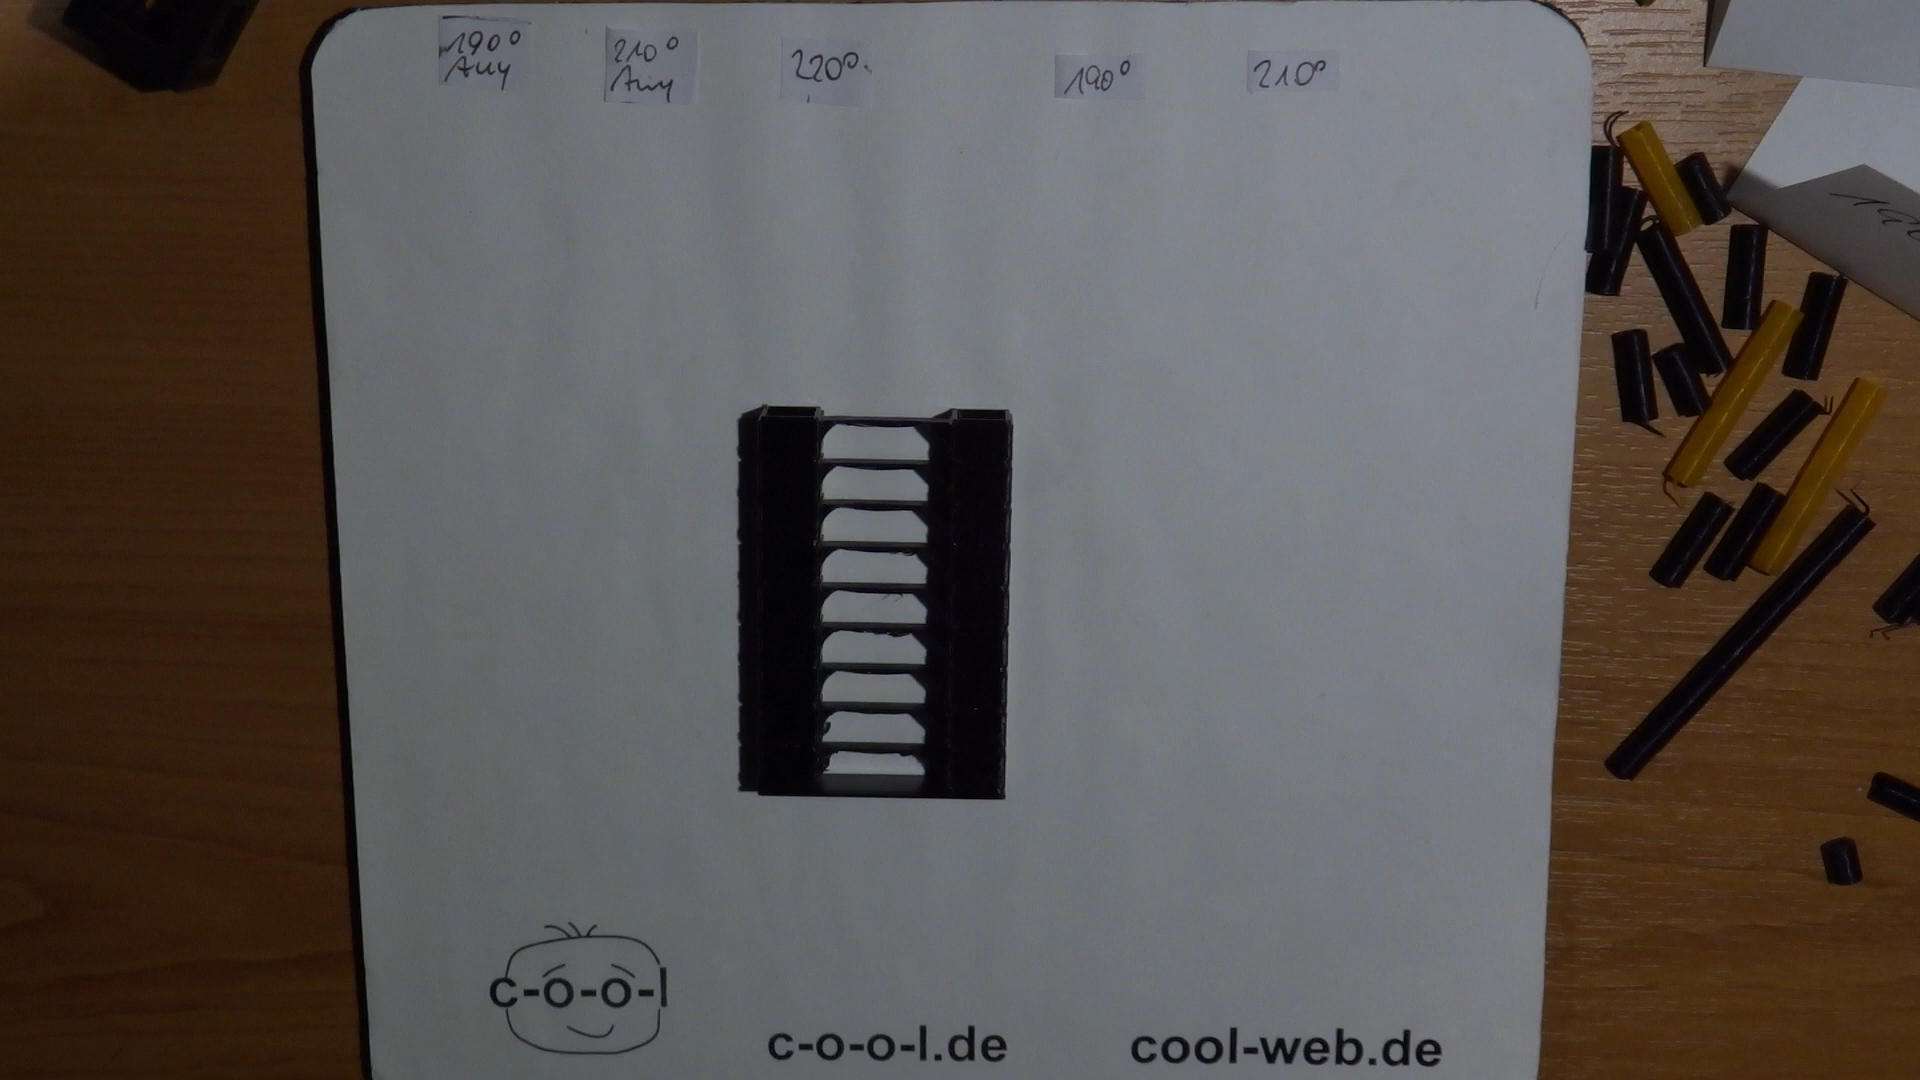 190°
Any
210°
Any
220°
190°
210°
c-o-o-l
c-o-o-l.de
cool-web.de